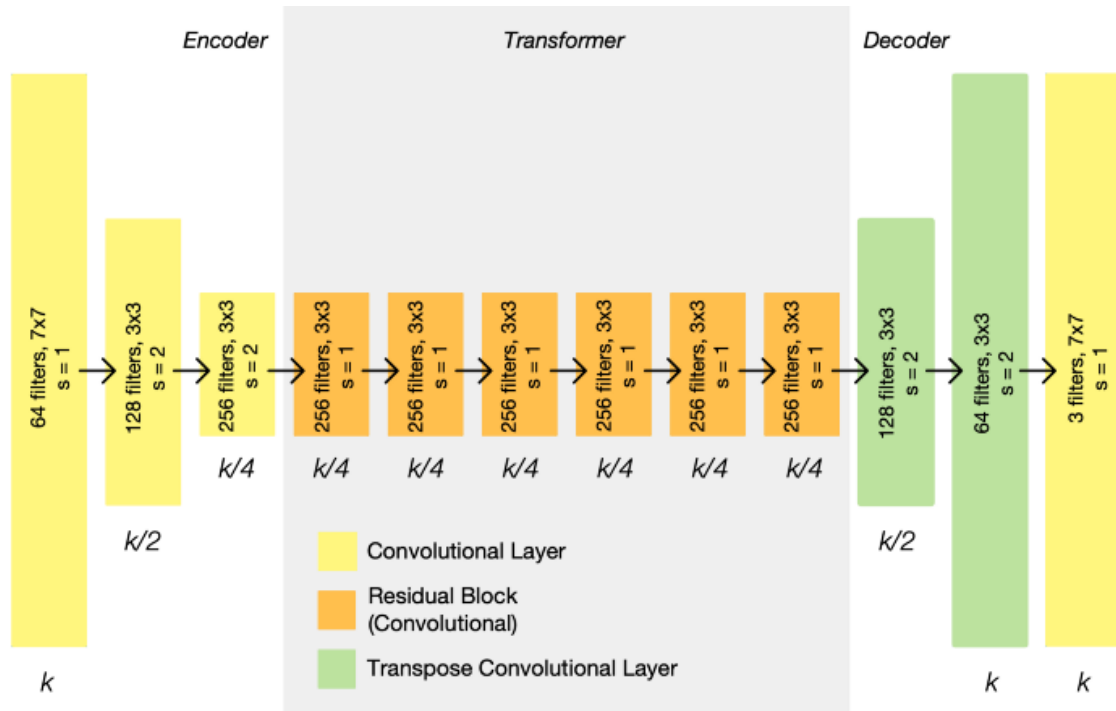 Encoder
Transformer
Decoder
64 filters, 7x7
s = 1
128 filters, 3x3
s = 2
256 filters, 3x3
s = 2
256 filters, 3x3
s = 1
256 filters, 3x3
s = 1
256 filters, 3x3
s = 1
256 filters, 3x3
s = 1
256 filters, 3x3
s = 1
256 filters, 3x3
s = 1
128 filters, 3x3
s = 2
64 filters, 3x3
s = 2
3 filters, 7x7
s = 1
k/4
k/4
k/4
k/4
k/4
k/4
k/4
k/2
k/2
Convolutional Layer
Residual Block
(Convolutional)
Transpose Convolutional Layer
k
k
k